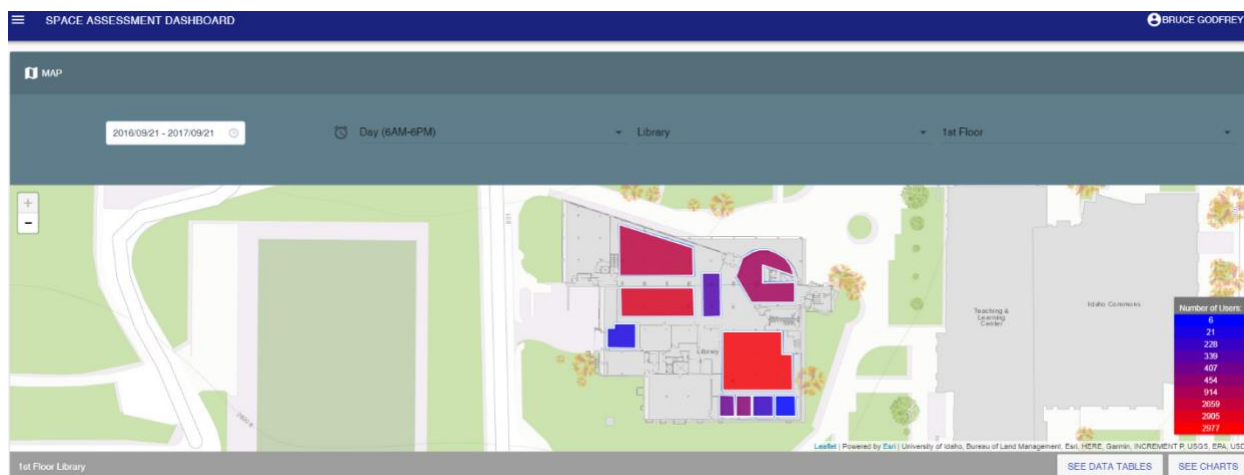 SPACE ASSESSMENT DASHBOARD
BRUCE GODFREY
MAP
2016/09/21 - 2017/09/21
Day (6AM-6PM)
Library
1st Floor
+
-
Teaching &
Learning
Center
Idaho Commons
Library
Number of Users:
6
21
228
339
407
454
914
2659
2905
2977
Leaflet | Powered by Esri | University of Idaho, Bureau of Land Management, Esri, HERE, Garmin, INCREMENT P, USGS, EPA, USD
1st Floor Library
SEE DATA TABLES
SEE CHARTS